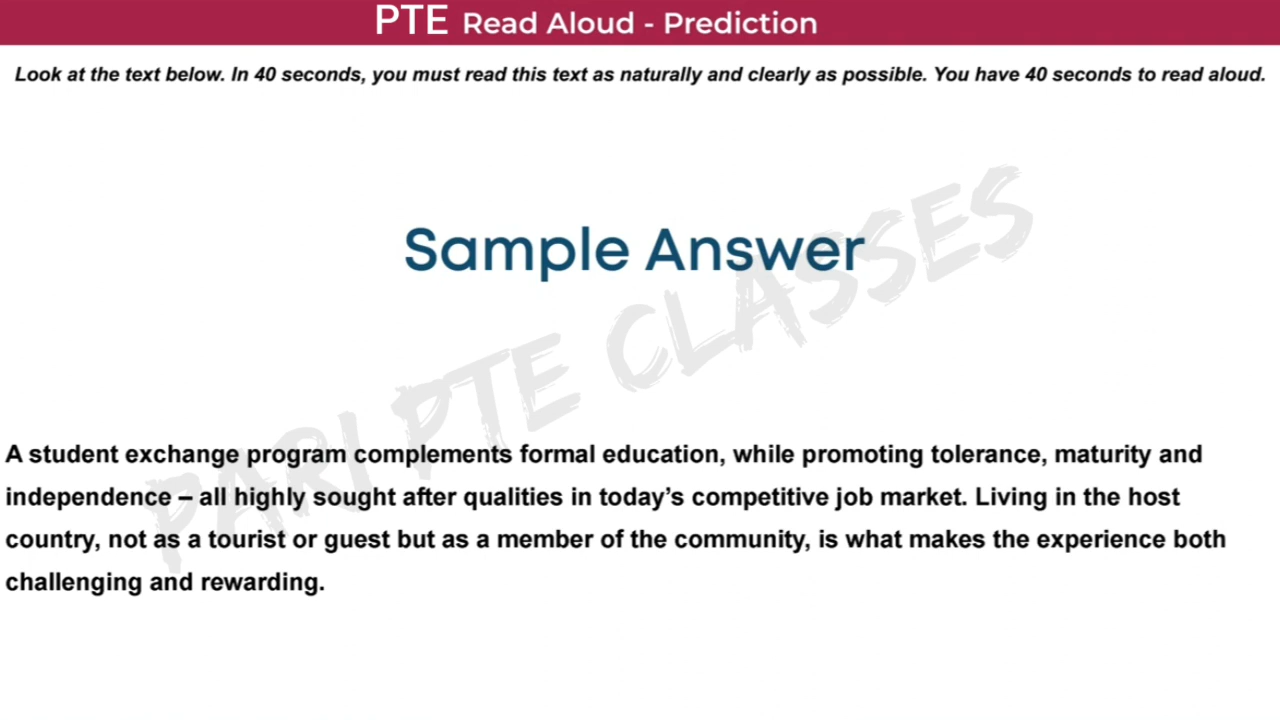 PTE Read Aloud - Prediction
Look at the text below. In 40 seconds, you must read this text as naturally and clearly as possible. You have 40 seconds to read aloud.
Sample Answer
PARI PTE CLASSES
A student exchange program complements formal education, while promoting tolerance, maturity and
independence – all highly sought after qualities in today’s competitive job market. Living in the host
country, not as a tourist or guest but as a member of the community, is what makes the experience both
challenging and rewarding.